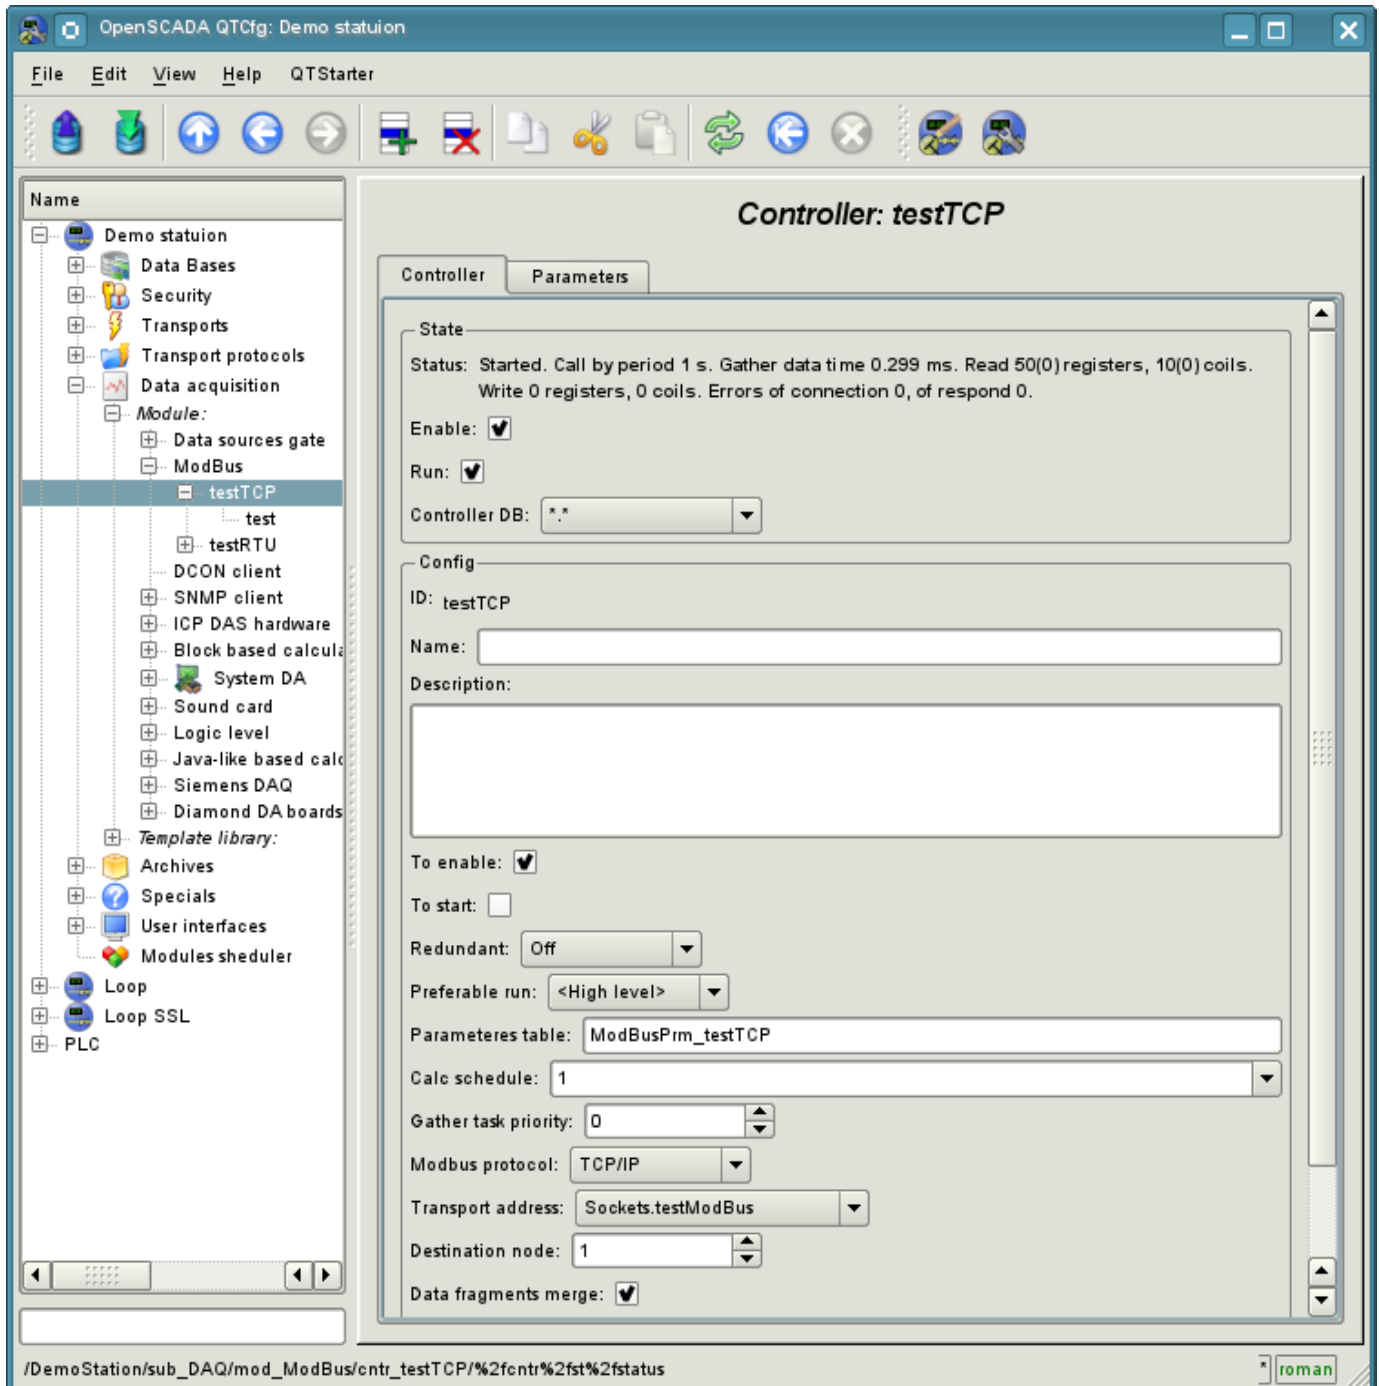 OpenSCADA QTCfg: Demo statuion
File Edit View Help QTStarter
Name
Demo statuion
Data Bases
Security
Transports
Transport protocols
Data acquisition
Module:
Data sources gate
ModBus
testTCP
test
testRTU
DCON client
SNMP client
ICP DAS hardware
Block based calcula
System DA
Sound card
Logic level
Java-like based calc
Siemens DAQ
Diamond DA boards
Template library:
Archives
Specials
User interfaces
Modules sheduler
Loop
Loop SSL
PLC
Controller: testTCP
Controller Parameters
State
Status: Started. Call by period 1 s. Gather data time 0.299 ms. Read 50(0) registers, 10(0) coils.
Write 0 registers, 0 coils. Errors of connection 0, of respond 0.
Enable:
Run:
Controller DB: *.*
Config
ID: testTCP
Name:
Description:
To enable:
To start:
Redundant: Off
Preferable run: <High level>
Parameteres table: ModBusPrm_testTCP
Calc schedule: 1
Gather task priority: 0
Modbus protocol: TCP/IP
Transport address: Sockets.testModBus
Destination node: 1
Data fragments merge:
/DemoStation/sub_DAQ/mod_ModBus/cntr_testTCP/%2fcntr%2fst%2fstatus
* roman